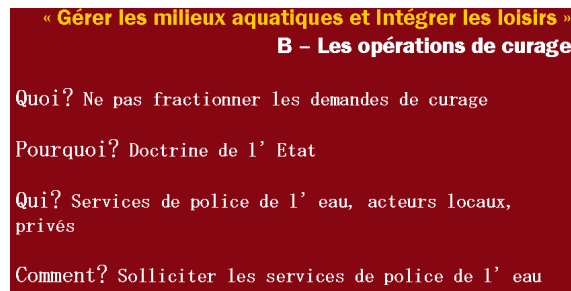 « Gérer les milieux aquatiques et Intégrer les loisirs »
B – Les opérations de curage
Quoi? Ne pas fractionner les demandes de curage
Pourquoi? Doctrine de l' Etat
Qui? Services de police de l' eau, acteurs locaux,
privés
Comment? Solliciter les services de police de l' eau